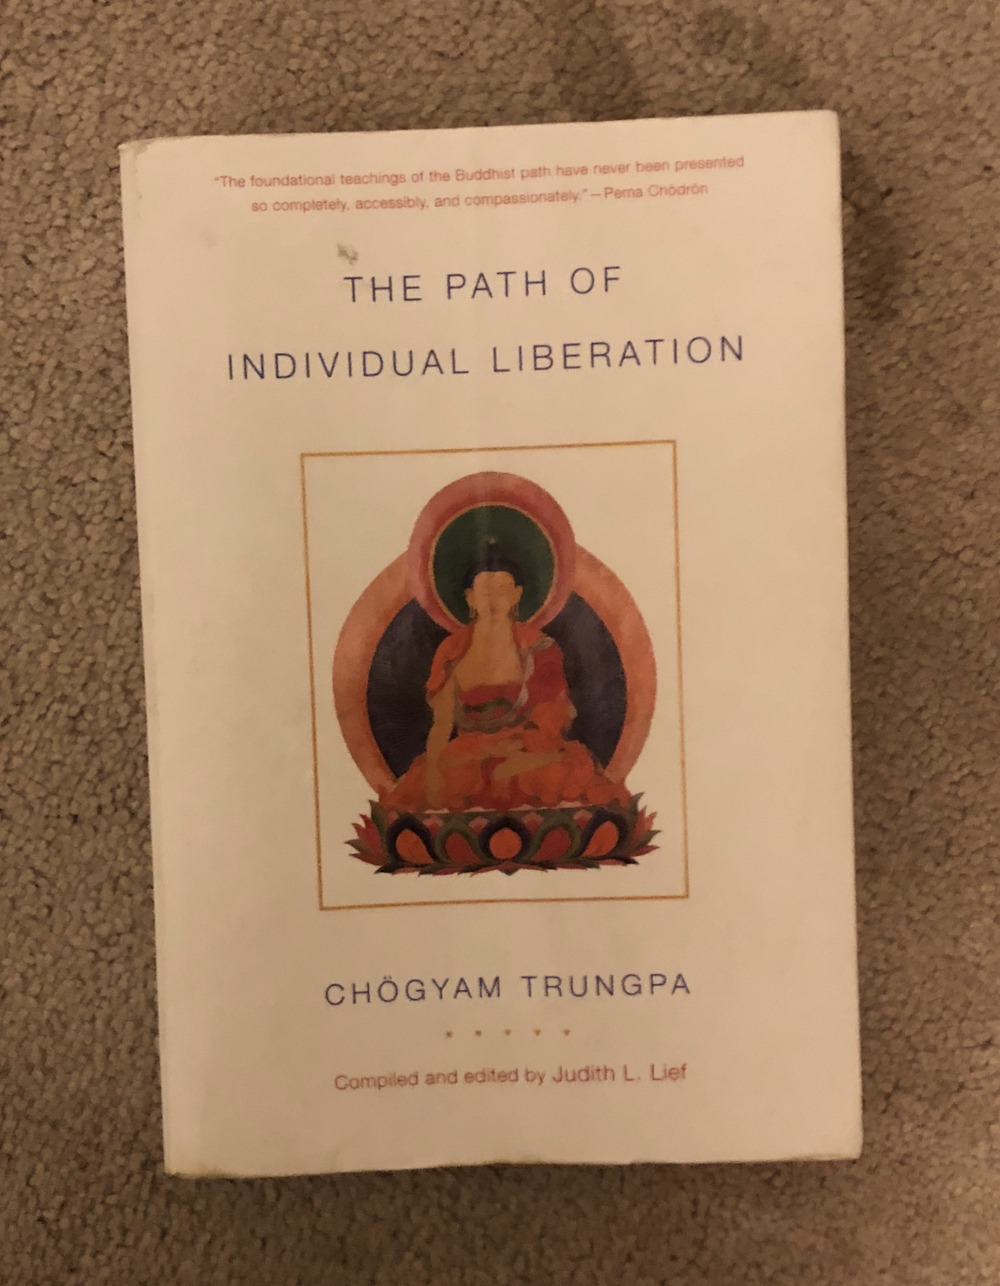 "The foundational teachings of the Buddhist path have never been presented
so completely, accessibly, and compassionately."—Pema Chödrön
THE PATH OF
INDIVIDUAL LIBERATION
CHÖGYAM TRUNGPA
Compiled and edited by Judith L. Lief